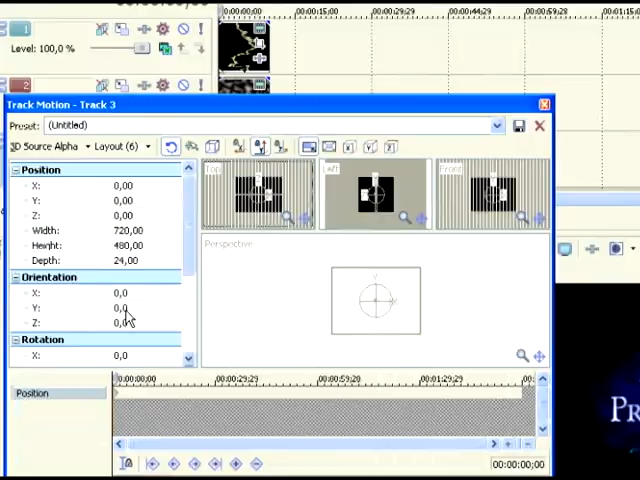 00:00:00;00 00:00:15;00 00:00:29;29 00:00:44;29 00:00:59;28 00:01:15;0
1
Level: 100,0 %
2
Track Motion - Track 3
Preset: (Untitled)
3D Source Alpha Layout (6)
Position
X: 0,00
Y: 0,00
Z: 0,00
Width: 720,00
Height: 480,00
Depth: 24,00
Orientation
X: 0,0
Y: 0,0
Z: 0,0
Rotation
X: 0,0
Top Left Front
Perspective
00:00:00;00 00:00:29;29 00:00:59;20 00:01:29;29 00:
Position
00:00:00;00
PR